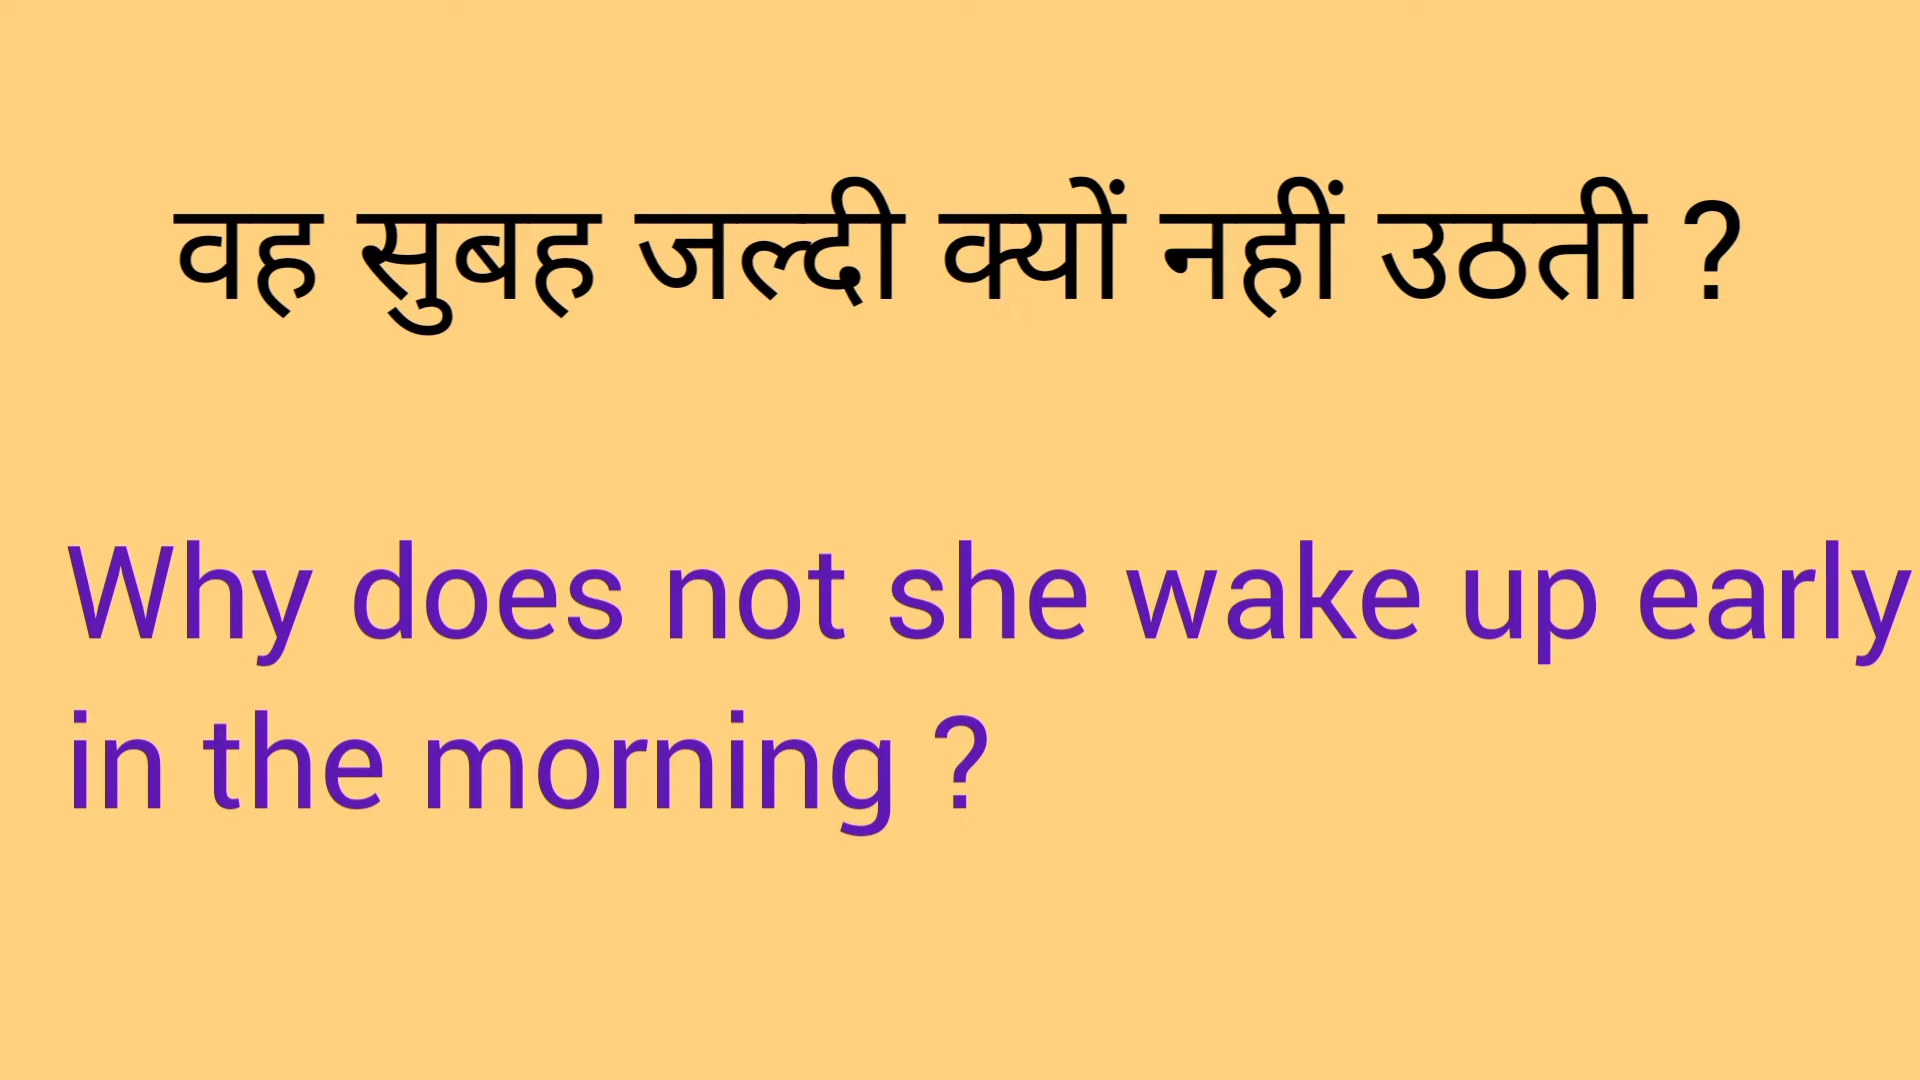 वह सुबह जल्दी क्यों नहीं उठती ?
Why does not she wake up early
in the morning ?